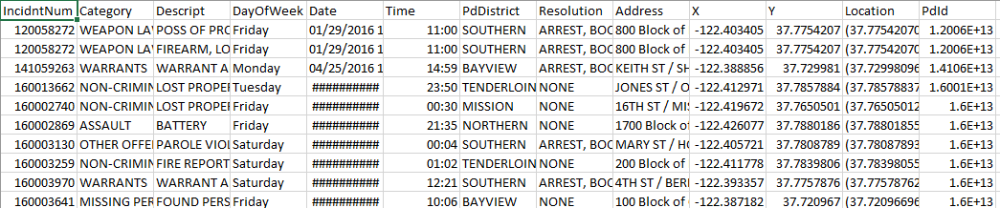 IncidntNum Category Descript DayOfWeek Date Time PdDistrict Resolution Address X Y Location PdId
120058272 WEAPON LA POSS OF PRO Friday 01/29/2016 1 11:00 SOUTHERN ARREST, BOO 800 Block of -122.403405 37.7754207 (37.77542070 1.2006E+13
120058272 WEAPON LA FIREARM, LO Friday 01/29/2016 1 11:00 SOUTHERN ARREST, BOO 800 Block of -122.403405 37.7754207 (37.77542070 1.2006E+13
141059263 WARRANTS WARRANT A Monday 04/25/2016 1 14:59 BAYVIEW ARREST, BOO KEITH ST / SH -122.388856 37.729981 (37.72998096 1.4106E+13
160013662 NON-CRIMIN LOST PROPER Tuesday ########## 23:50 TENDERLOIN NONE JONES ST / O -122.412971 37.7857884 (37.78578837 1.6001E+13
160002740 NON-CRIMIN LOST PROPER Friday ########## 00:30 MISSION NONE 16TH ST / MIS -122.419672 37.7650501 (37.76505012 1.6E+13
160002869 ASSAULT BATTERY Friday ########## 21:35 NORTHERN NONE 1700 Block of -122.426077 37.7880186 (37.78801855 1.6E+13
160003130 OTHER OFFE PAROLE VIOL Saturday ########## 00:04 SOUTHERN ARREST, BOO MARY ST / HO -122.405721 37.7808789 (37.78087893 1.6E+13
160003259 NON-CRIMIN FIRE REPORT Saturday ########## 01:02 TENDERLOIN NONE 200 Block of -122.411778 37.7839806 (37.78398055 1.6E+13
160003970 WARRANTS WARRANT A Saturday ########## 12:21 SOUTHERN ARREST, BOO 4TH ST / BERR -122.393357 37.7757876 (37.77578762 1.6E+13
160003641 MISSING PER FOUND PERS Friday ########## 10:06 BAYVIEW NONE 100 Block of -122.387182 37.720967 (37.72096696 1.6E+13